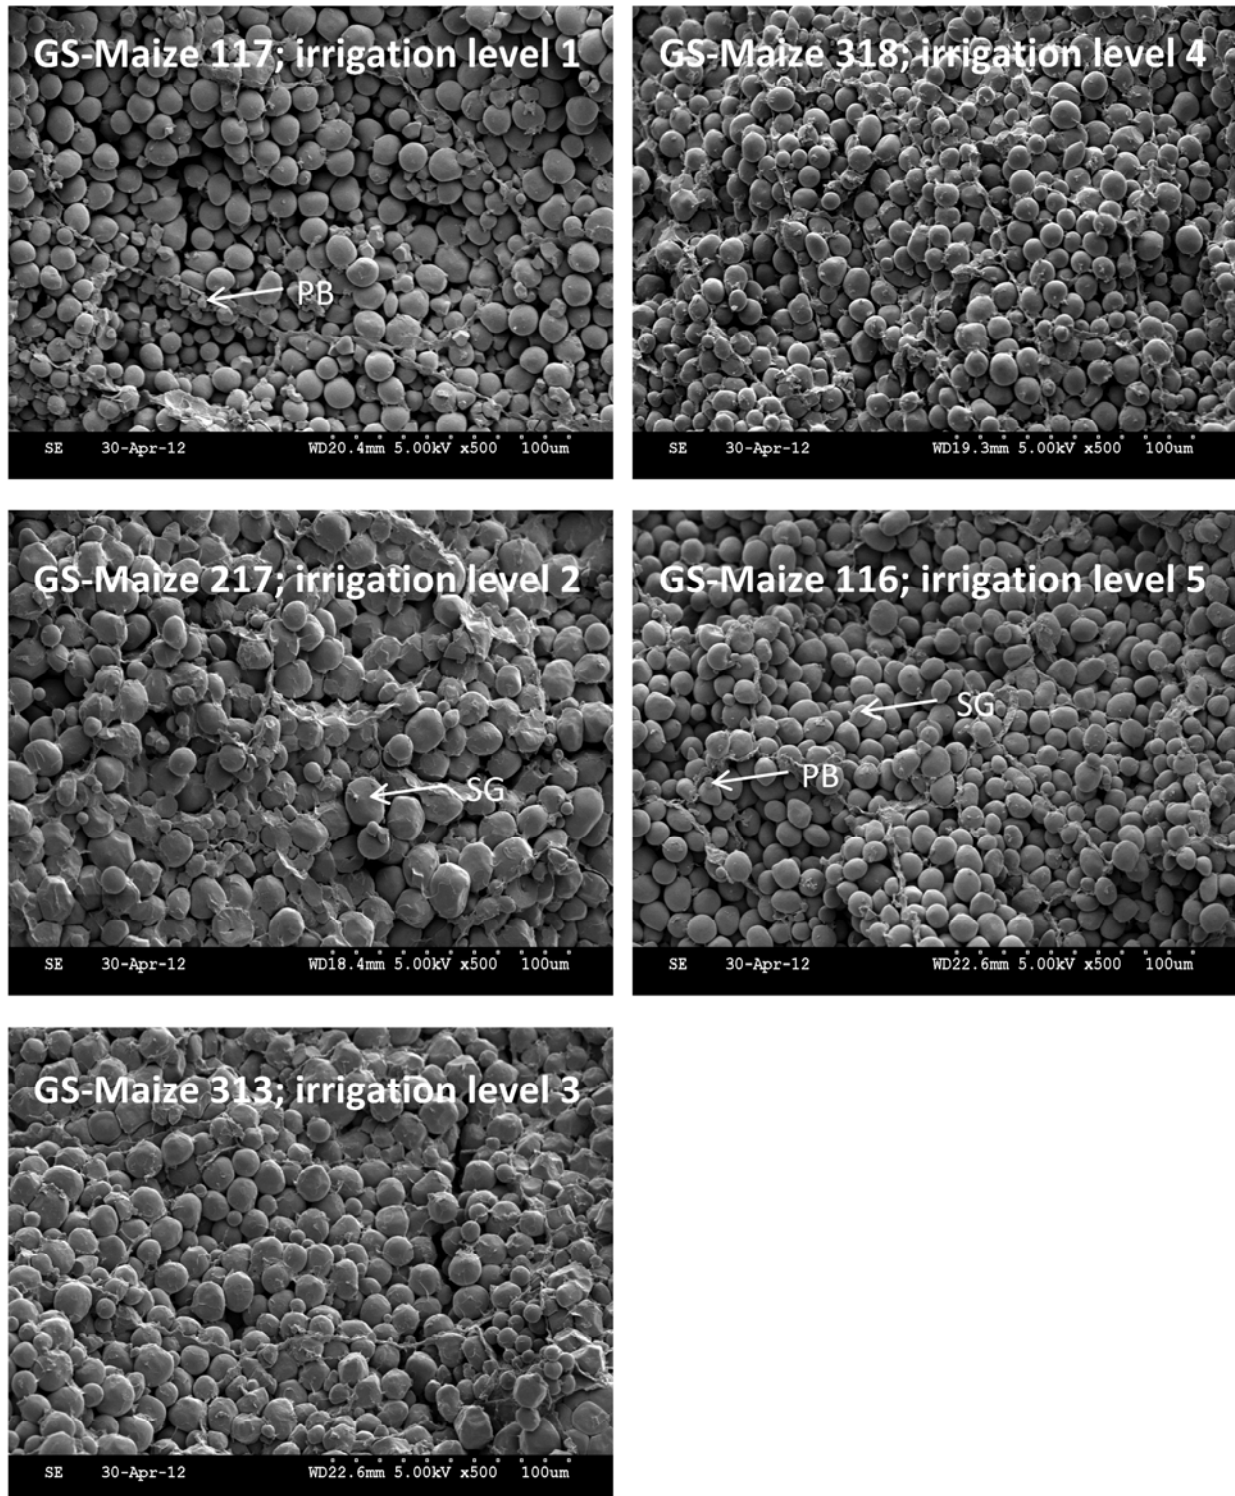 GS-Maize 117; irrigation level 1
PB
SE 30-Apr-12 WD20.4mm 5.00kV x500 100um
GS-Maize 318; irrigation level 4
SE 30-Apr-12 WD19.3mm 5.00kV x500 100um
GS-Maize 217; irrigation level 2
SG
SE 30-Apr-12 WD18.4mm 5.00kV x500 100um
GS-Maize 116; irrigation level 5
SG
PB
SE 30-Apr-12 WD22.6mm 5.00kV x500 100um
GS-Maize 313; irrigation level 3
SE 30-Apr-12 WD22.6mm 5.00kV x500 100um